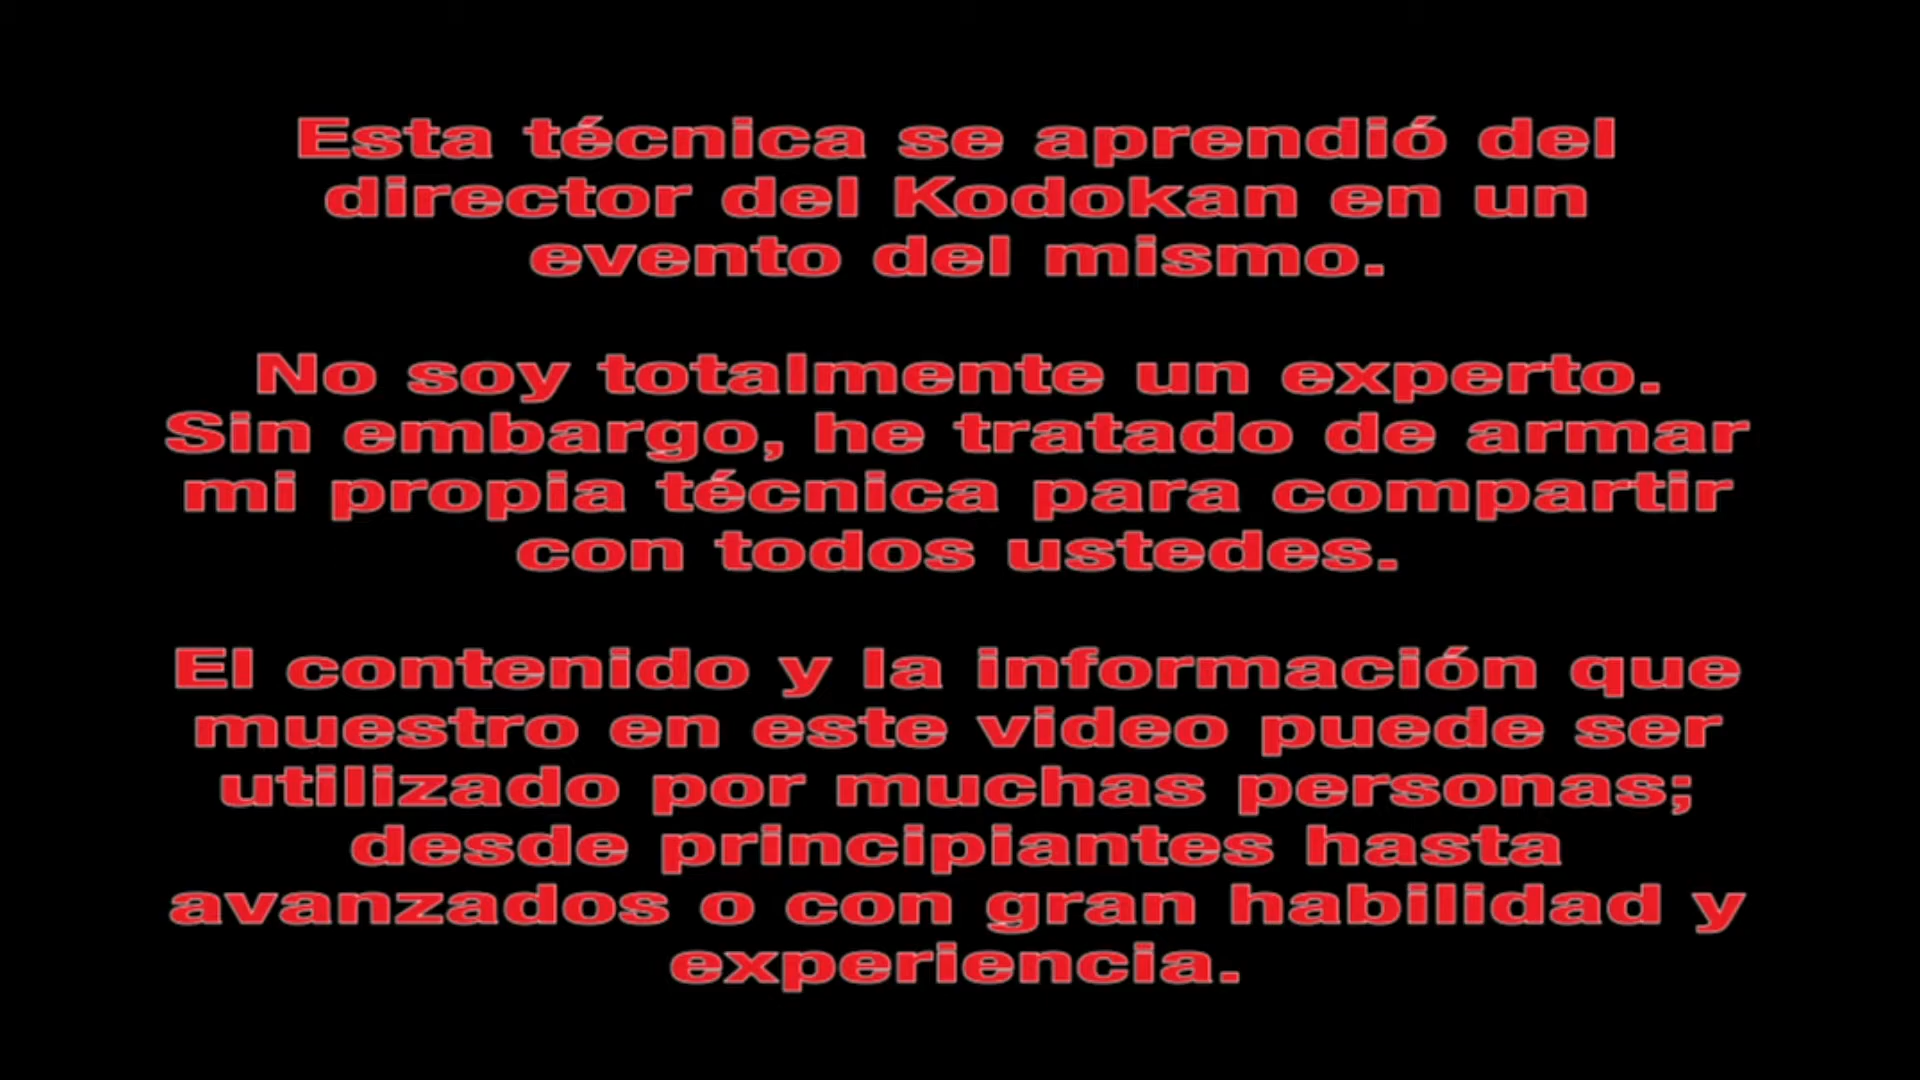 Esta técnica se aprendió del
director del Kodokan en un
evento del mismo.
No soy totalmente un experto.
Sin embargo, he tratado de armar
mi propia técnica para compartir
con todos ustedes.
El contenido y la información que
muestro en este video puede ser
utilizado por muchas personas;
desde principiantes hasta
avanzados o con gran habilidad y
experiencia.